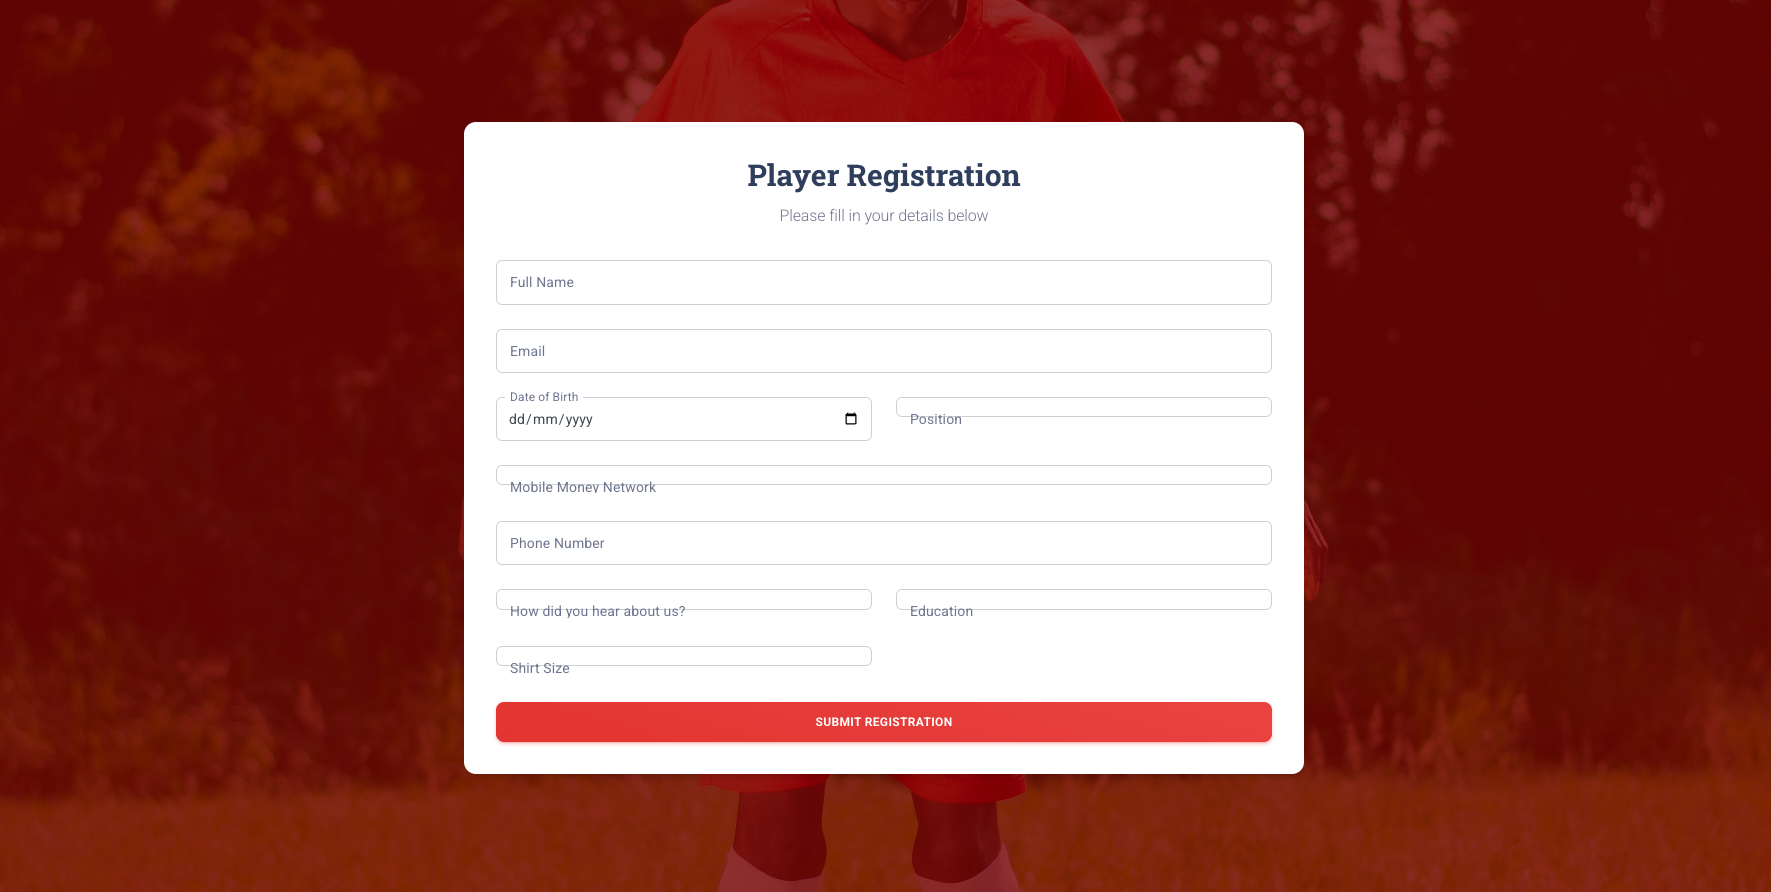 Player Registration
Please fill in your details below
Full Name
Email
Date of Birth
dd/mm/yyyy
Position
Mobile Money Network
Phone Number
How did you hear about us?
Education
Shirt Size
SUBMIT REGISTRATION